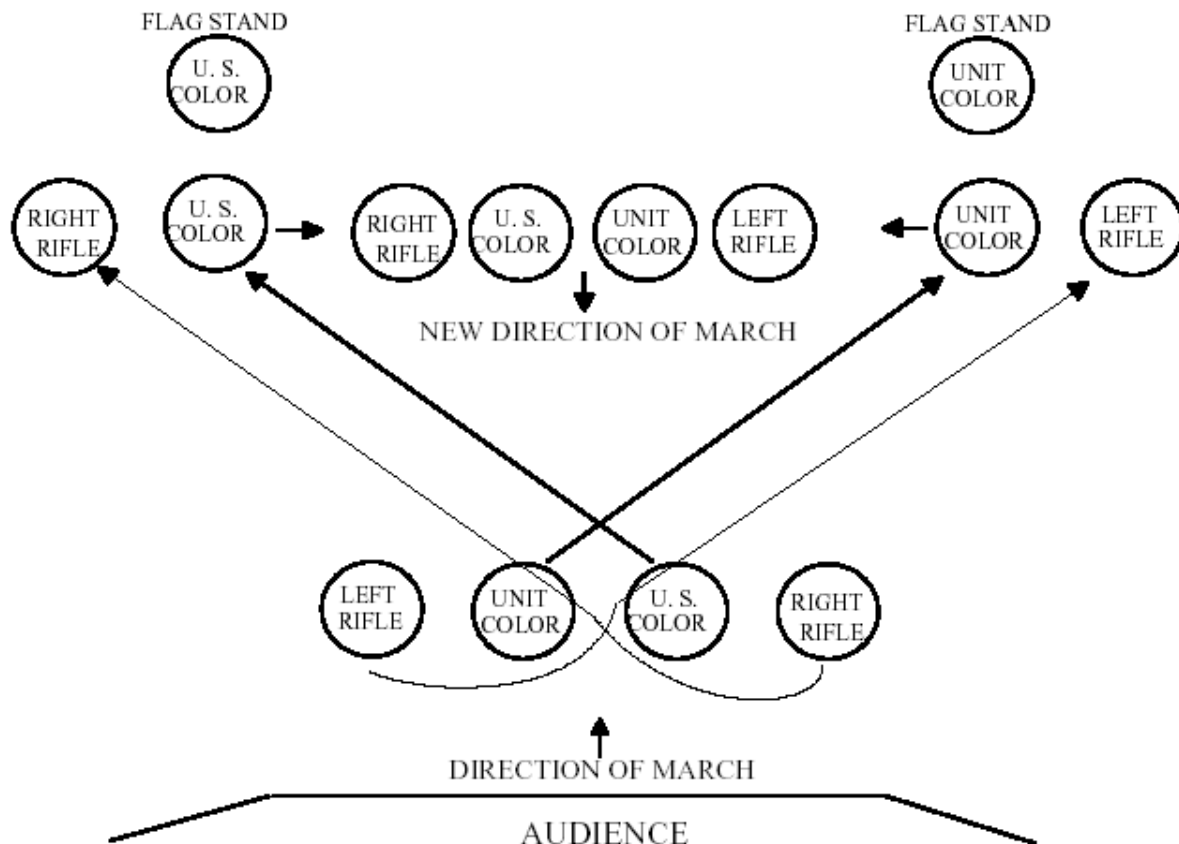 FLAG STAND
FLAG STAND
U. S.
COLOR
UNIT
COLOR
RIGHT
RIFLE
U. S.
COLOR
RIGHT
RIFLE
U. S.
COLOR
UNIT
COLOR
LEFT
RIFLE
UNIT
COLOR
LEFT
RIFLE
NEW DIRECTION OF MARCH
LEFT
RIFLE
UNIT
COLOR
U. S.
COLOR
RIGHT
RIFLE
DIRECTION OF MARCH
AUDIENCE